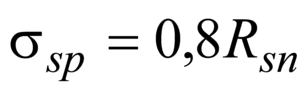 σsp = 0,8Rsn